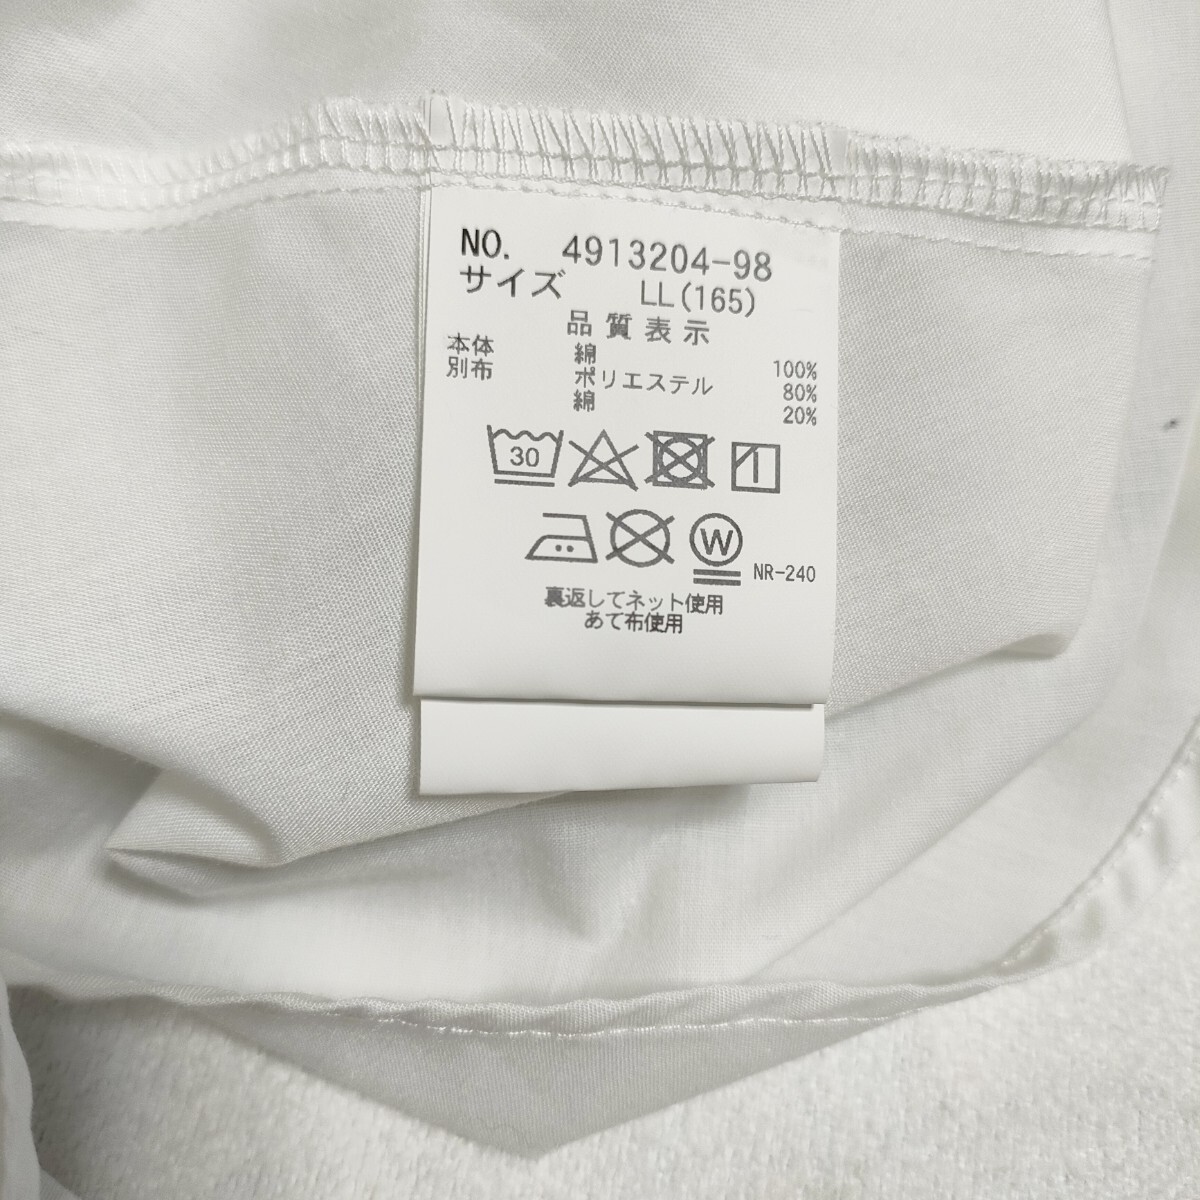 NO. 4913204-98
サイズ LL(165)
品質表示
本体 綿 100%
別布 ポリエステル 80%
綿 20%
30
W NR-240
裏返してネット使用
あて布使用